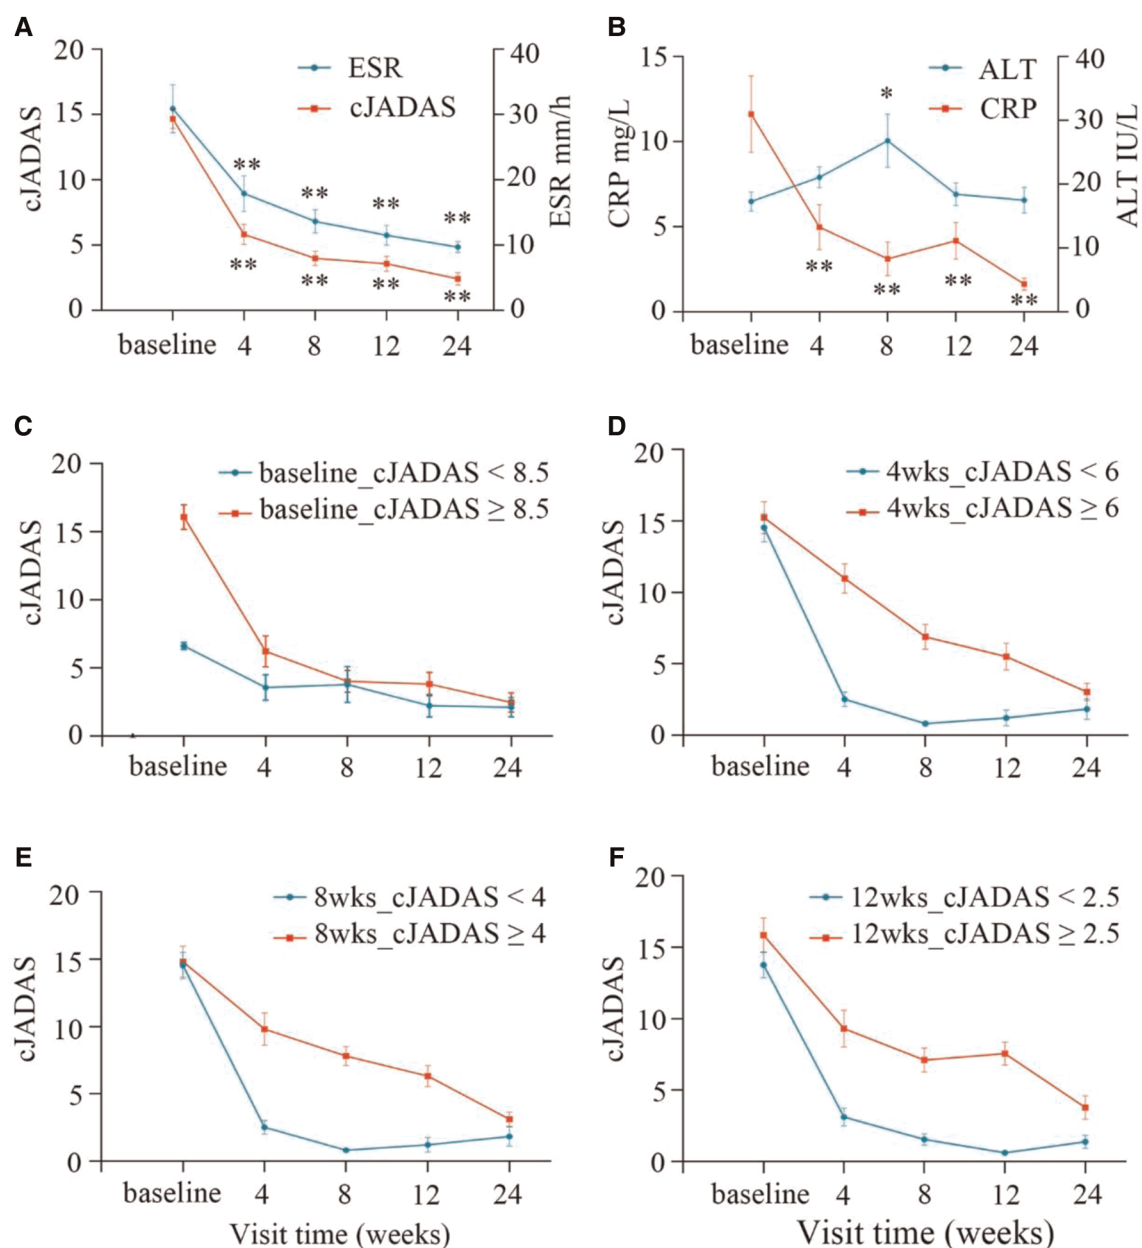 A
20
15
10
5
0
cJADAS
ESR
cJADAS
40
30
20
10
0
ESR mm/h
**
**
**
**
**
**
**
**
baseline 4 8 12 24
B
15
10
5
0
CRP mg/L
ALT
CRP
40
30
20
10
0
ALT IU/L
*
**
**
**
**
baseline 4 8 12 24
C
20
15
10
5
0
cJADAS
baseline_cJADAS < 8.5
baseline_cJADAS ≥ 8.5
baseline 4 8 12 24
D
20
15
10
5
0
cJADAS
4wks_cJADAS < 6
4wks_cJADAS ≥ 6
baseline 4 8 12 24
E
20
15
10
5
0
cJADAS
8wks_cJADAS < 4
8wks_cJADAS ≥ 4
baseline 4 8 12 24
Visit time (weeks)
F
20
15
10
5
0
cJADAS
12wks_cJADAS < 2.5
12wks_cJADAS ≥ 2.5
baseline 4 8 12 24
Visit time (weeks)